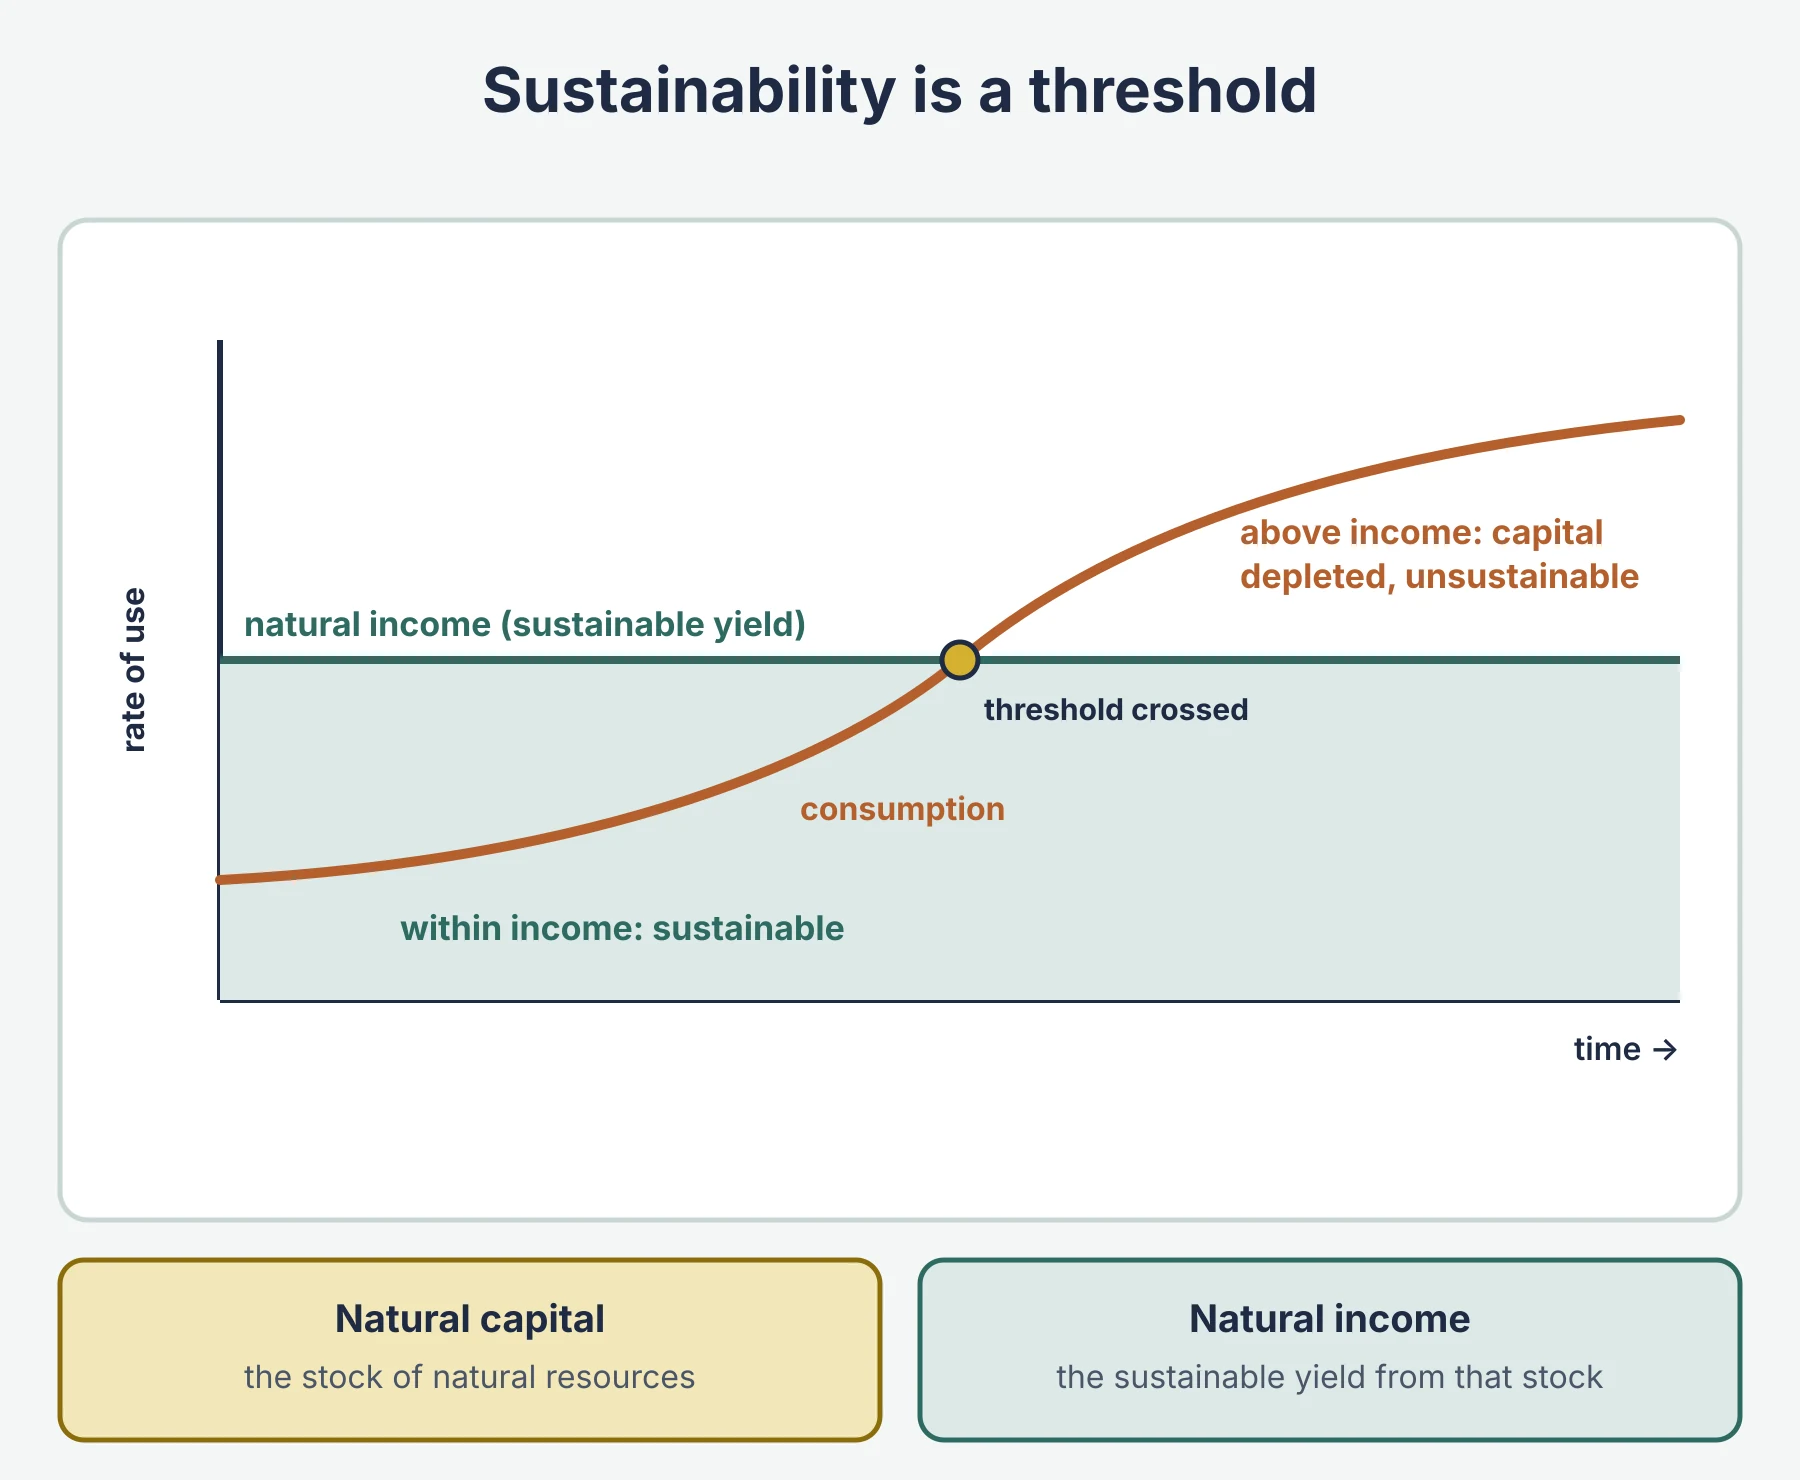 Sustainability is a threshold
above income: capital
depleted, unsustainable
natural income (sustainable yield)
rate of use
threshold crossed
consumption
within income: sustainable
time →
Natural capital
the stock of natural resources
Natural income
the sustainable yield from that stock